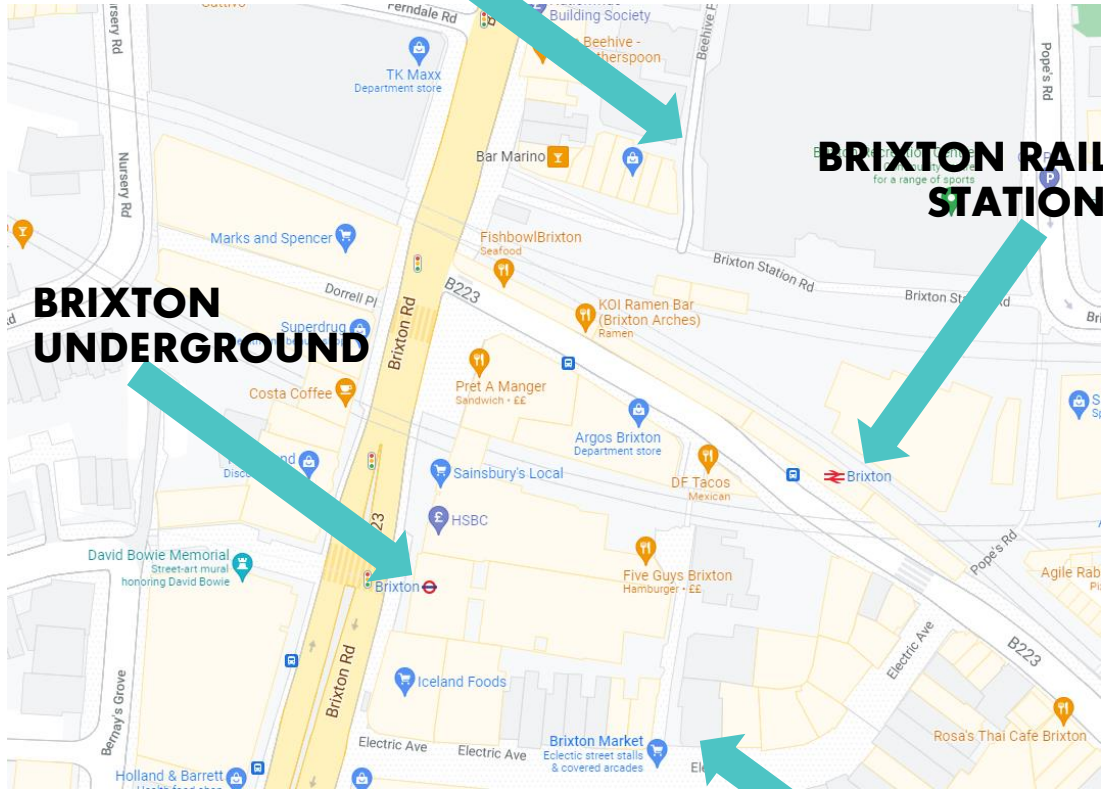 Ferndale Rd
Building Society
Beehive -
Nursery Rd
TK Maxx
Department store
Beehive
Pope's Rd
Bar Marino
BRIXTON RAIL
STATION
for a range of sports
P
Nursery Rd
Marks and Spencer
FishbowlBrixton
Seafood
Brixton Station Rd
Dorrell Pl
B223
BRIXTON
UNDERGROUND
Superdrug
Brixton Rd
KOI Ramen Bar
(Brixton Arches)
Ramen
Costa Coffee
Pret A Manger
Sandwich • ££
Argos Brixton
Department store
Sainsbury's Local
DF Tacos
Mexican
Brixton
HSBC
David Bowie Memorial
Street-art mural
honoring David Bowie
Brixton
Five Guys Brixton
Hamburger • ££
Pope's Rd
Agile Rab
Electric Ave
B223
Iceland Foods
Brixton Rd
Bernay's Grove
Electric Ave
Electric Ave
Brixton Market
Eclectic street stalls
& covered arcades
Rosa's Thai Cafe Brixton
Holland & Barrett